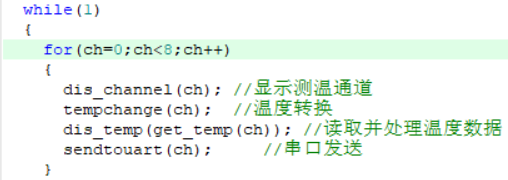 while(1)
{
for(ch=0;ch<8;ch++)
{
dis_channel(ch); //显示测温通道
tempchange(ch); //温度转换
dis_temp(get_temp(ch)); //读取并处理温度数据
sendtouart(ch); //串口发送
}